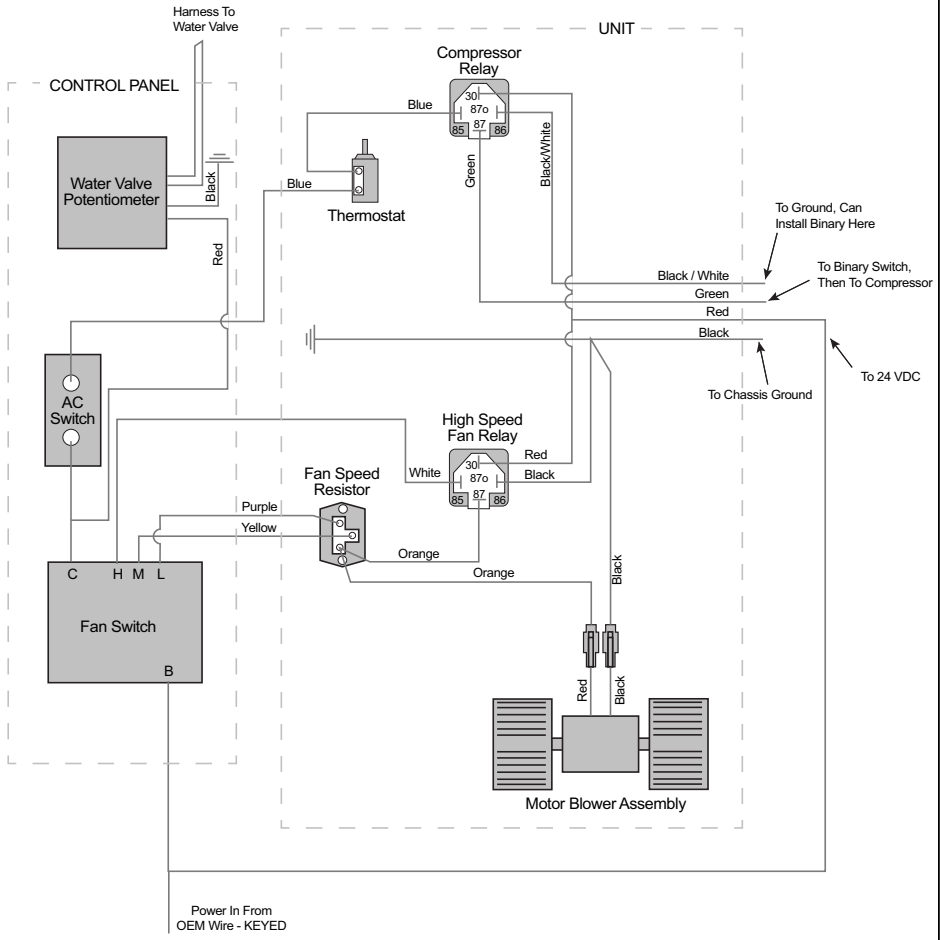 Harness To
Water Valve
UNIT
CONTROL PANEL
Compressor
Relay
30
87o
87
85
86
Blue
Green
Black/White
Water Valve
Potentiometer
Black
Red
Blue
Thermostat
To Ground, Can
Install Binary Here
Black / White
To Binary Switch,
Then To Compressor
Green
Red
Black
To 24 VDC
To Chassis Ground
AC
Switch
High Speed
Fan Relay
30
87o
87
85
86
Red
Black
White
Fan Speed
Resistor
Purple
Yellow
Orange
Orange
Black
C H M L
Fan Switch
B
Red
Black
Motor Blower Assembly
Power In From
OEM Wire - KEYED